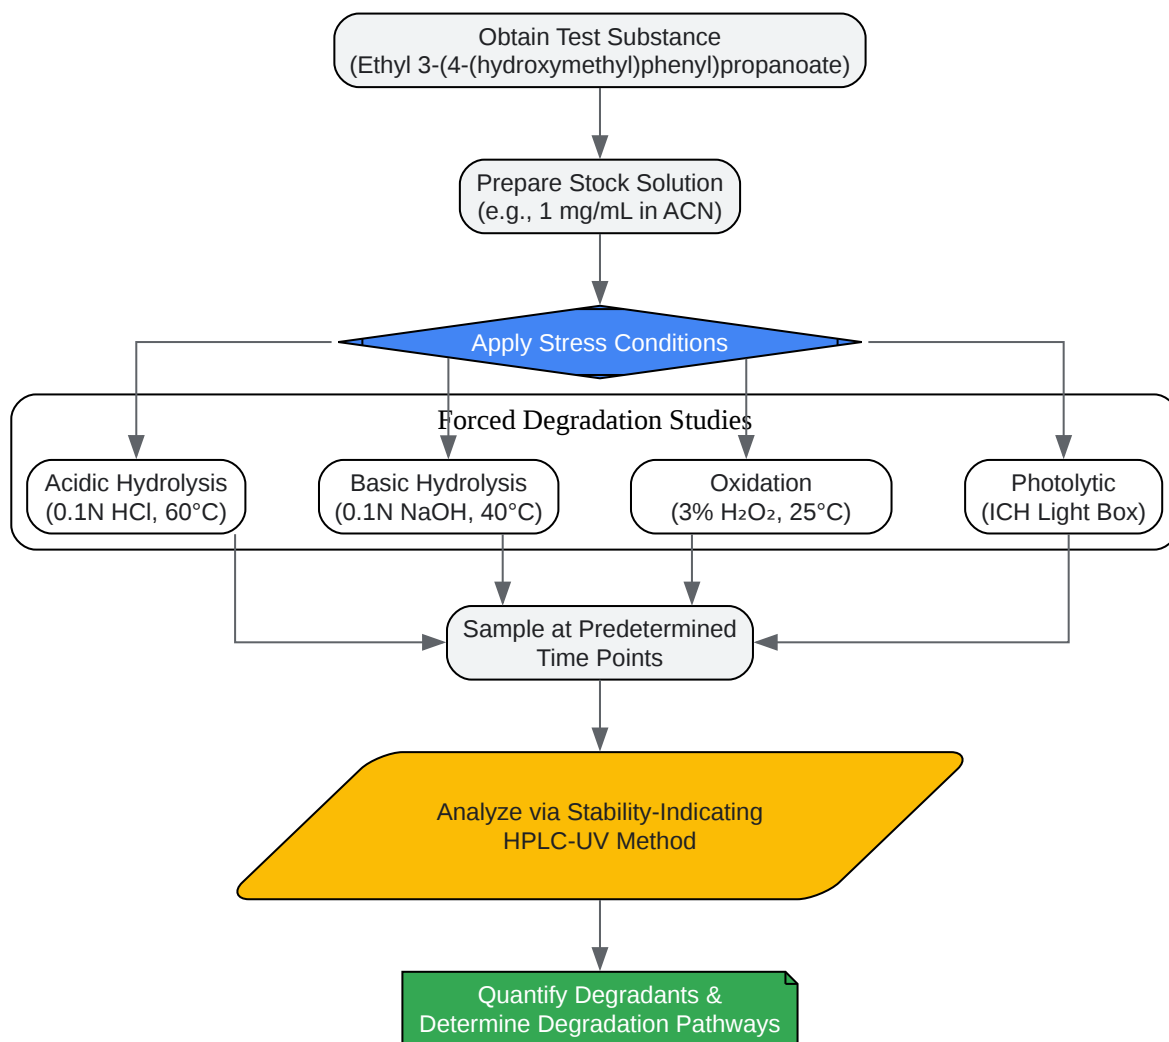 Obtain Test Substance
(Ethyl 3-(4-(hydroxymethyl)phenyl)propanoate)
Prepare Stock Solution
(e.g., 1 mg/mL in ACN)
Apply Stress Conditions
Forced Degradation Studies
Acidic Hydrolysis
(0.1N HCl, 60°C)
Basic Hydrolysis
(0.1N NaOH, 40°C)
Oxidation
(3% H₂O₂, 25°C)
Photolytic
(ICH Light Box)
Sample at Predetermined
Time Points
Analyze via Stability-Indicating
HPLC-UV Method
Quantify Degradants &
Determine Degradation Pathways